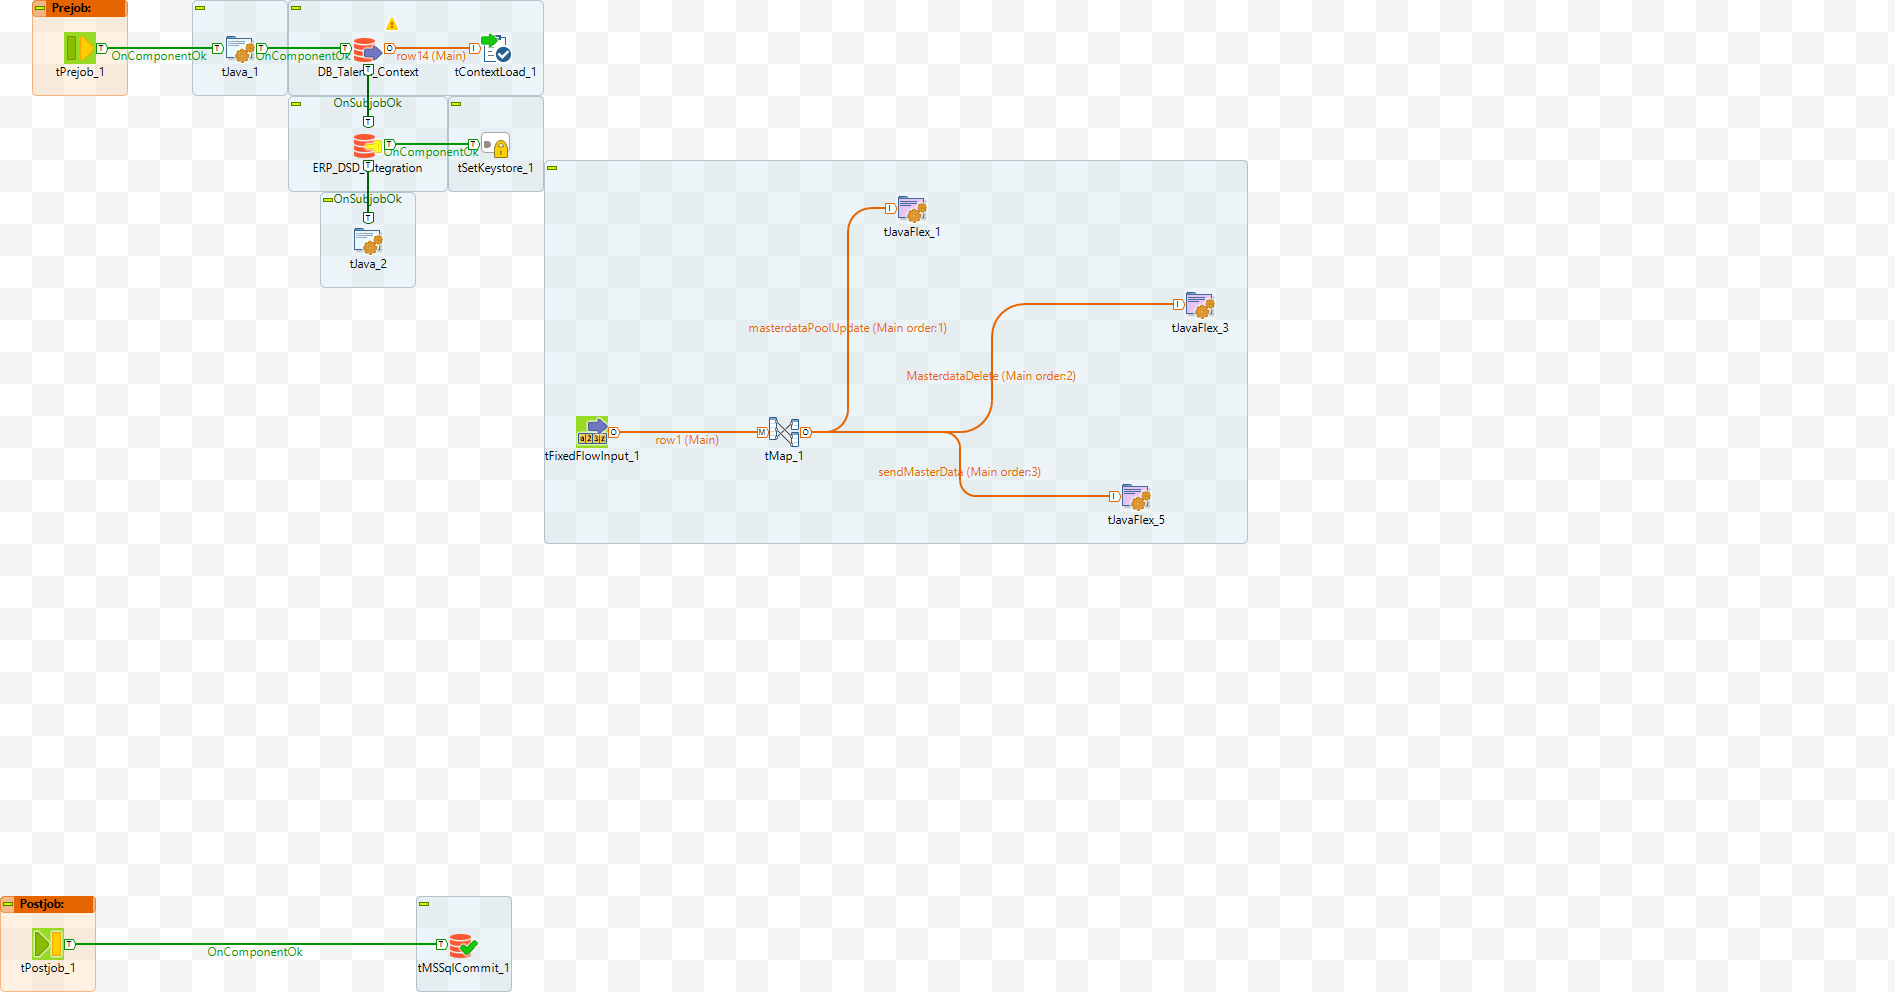 Prejob:
tPrejob_1
OnComponentOk
tJava_1
OnComponentOk
DB_Talend_Context
row14 (Main)
tContextLoad_1
OnSubjobOk
ERP_DSD_Integration
OnComponentOk
tSetKeystore_1
OnSubjobOk
tJava_2
tJavaFlex_1
masterdataPoolUpdate (Main order:1)
tJavaFlex_3
MasterdataDelete (Main order:2)
tFixedFlowInput_1
row1 (Main)
tMap_1
sendMasterData (Main order:3)
tJavaFlex_5
Postjob:
tPostjob_1
OnComponentOk
tMSSqlCommit_1